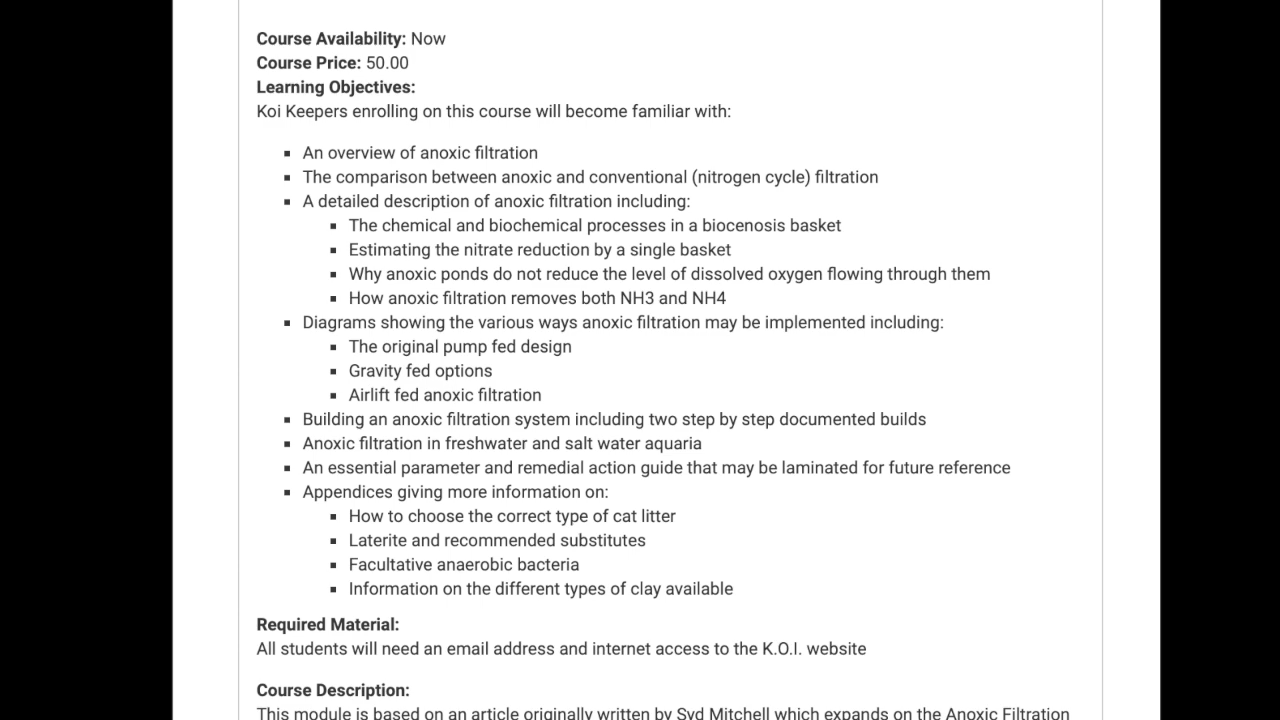 Course Availability: Now
Course Price: 50.00
Learning Objectives:
Koi Keepers enrolling on this course will become familiar with:
▪ An overview of anoxic filtration
▪ The comparison between anoxic and conventional (nitrogen cycle) filtration
▪ A detailed description of anoxic filtration including:
▪ The chemical and biochemical processes in a biocenosis basket
▪ Estimating the nitrate reduction by a single basket
▪ Why anoxic ponds do not reduce the level of dissolved oxygen flowing through them
▪ How anoxic filtration removes both NH3 and NH4
▪ Diagrams showing the various ways anoxic filtration may be implemented including:
▪ The original pump fed design
▪ Gravity fed options
▪ Airlift fed anoxic filtration
▪ Building an anoxic filtration system including two step by step documented builds
▪ Anoxic filtration in freshwater and salt water aquaria
▪ An essential parameter and remedial action guide that may be laminated for future reference
▪ Appendices giving more information on:
▪ How to choose the correct type of cat litter
▪ Laterite and recommended substitutes
▪ Facultative anaerobic bacteria
▪ Information on the different types of clay available
Required Material:
All students will need an email address and internet access to the K.O.I. website
Course Description:
This module is based on an article originally written by Syd Mitchell which expands on the Anoxic Filtration